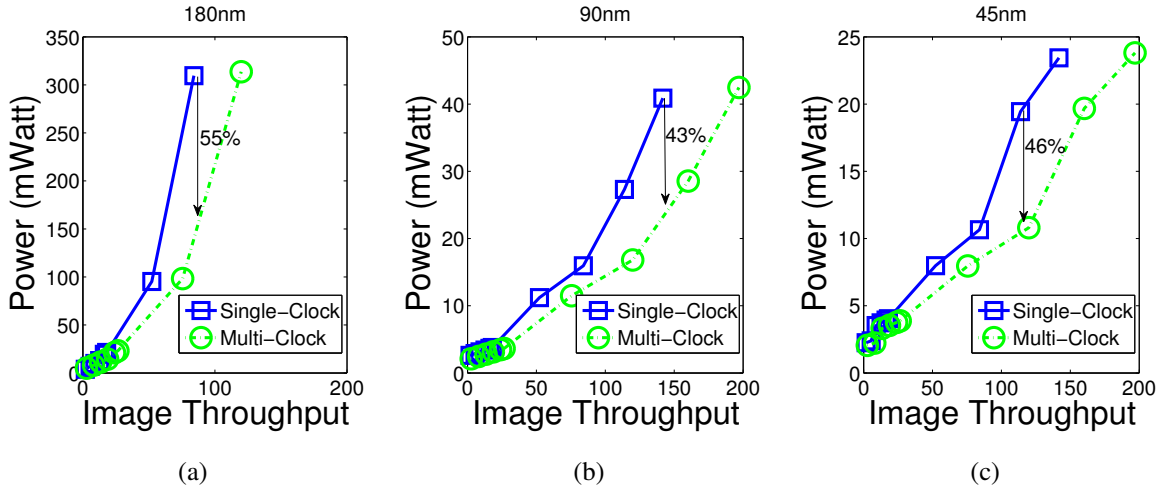 180nm
350
300
250
200
150
100
50
0
Power (mWatt)
55%
Single-Clock
Multi-Clock
0 100 200
Image Throughput
(a)
90nm
50
40
30
20
10
0
Power (mWatt)
43%
Single-Clock
Multi-Clock
0 50 100 150 200
Image Throughput
(b)
45nm
25
20
15
10
5
0
Power (mWatt)
46%
Single-Clock
Multi-Clock
0 50 100 150 200
Image Throughput
(c)